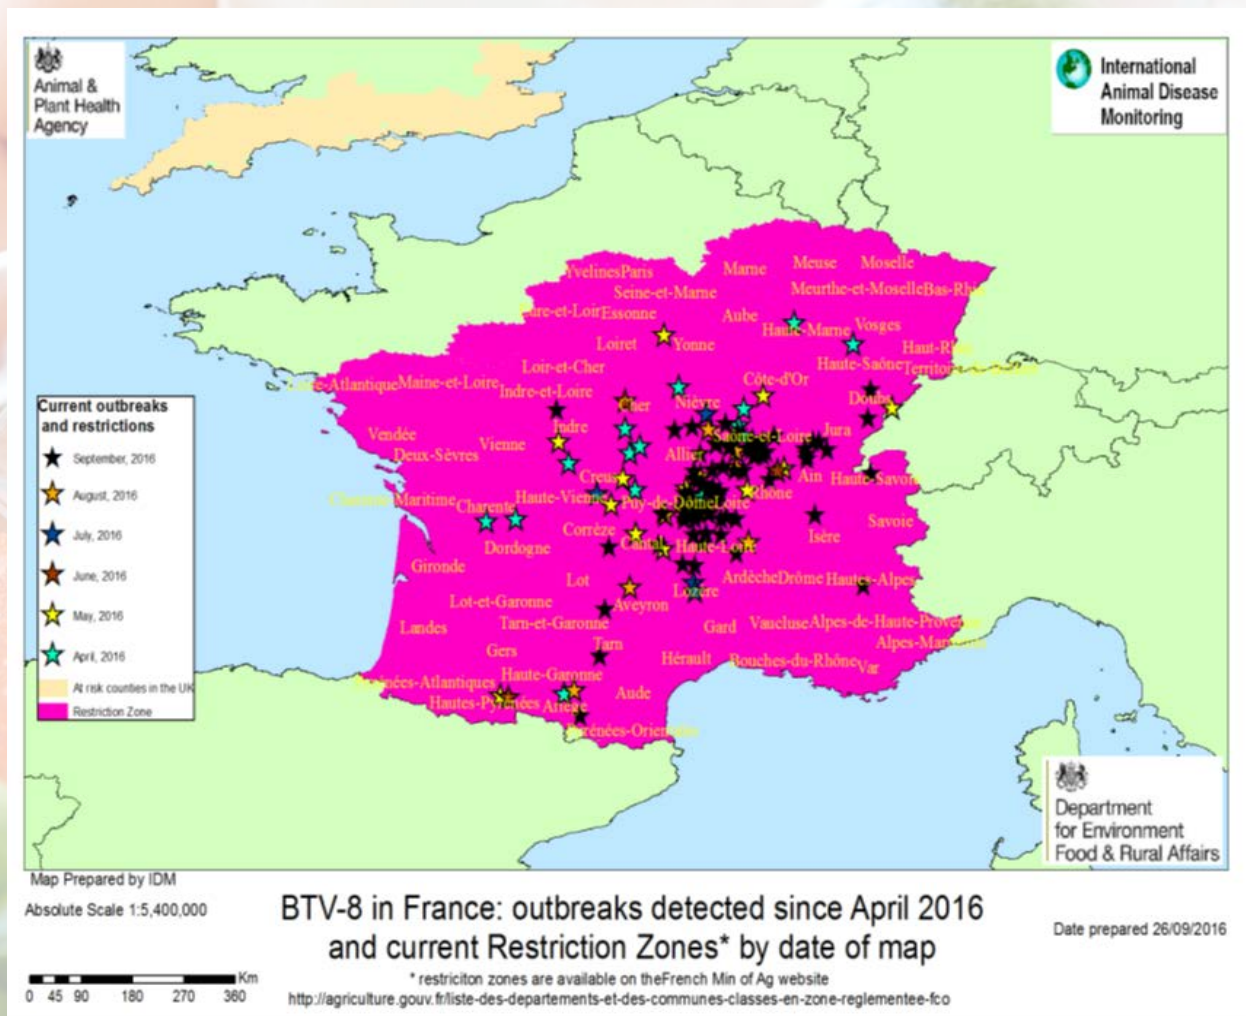 Animal &
Plant Health
Agency
International
Animal Disease
Monitoring
Yvelines Paris
Marne
Meuse
Moselle
Seine-et-Marne
Meurthe-et-Moselle
Essonne
Aube
Haute-Marne
Vosges
Loiret
Yonne
Haute-Saône
Loir-et-Cher
Côte-d'Or
Maine-et-Loire
Indre-et-Loire
Cher
Nièvre
Doubs
Vendée
Vienne
Indre
Saône-et-Loire
Jura
Deux-Sèvres
Allier
Ain
Haute-Vienne
Puy-de-Dôme
Loire
Rhône
Charente
Savoie
Corrèze
Isère
Dordogne
Cantal
Haute-Loire
Gironde
Lot
Lozère
Ardèche
Drôme
Hautes-Alpes
Lot-et-Garonne
Aveyron
Landes
Tarn-et-Garonne
Gard
Vaucluse
Alpes-de-Haute-Provence
Gers
Tarn
Hérault
Bouches-du-Rhône
Var
Haute-Garonne
Aude
Hautes-Pyrénées
Ariège
Current outbreaks
and restrictions
September, 2016
August, 2016
July, 2016
June, 2016
May, 2016
April, 2016
At risk counties in the UK
Restriction Zone
Department
for Environment
Food & Rural Affairs
Map Prepared by IDM
Absolute Scale 1:5,400,000
BTV-8 in France: outbreaks detected since April 2016
and current Restriction Zones* by date of map
Date prepared 26/09/2016
* restriciton zones are available on theFrench Min of Ag website
http://agriculture.gouv.fr/liste-des-departements-et-des-communes-classes-en-zone-reglementee-fco
Km
0 45 90 180 270 360